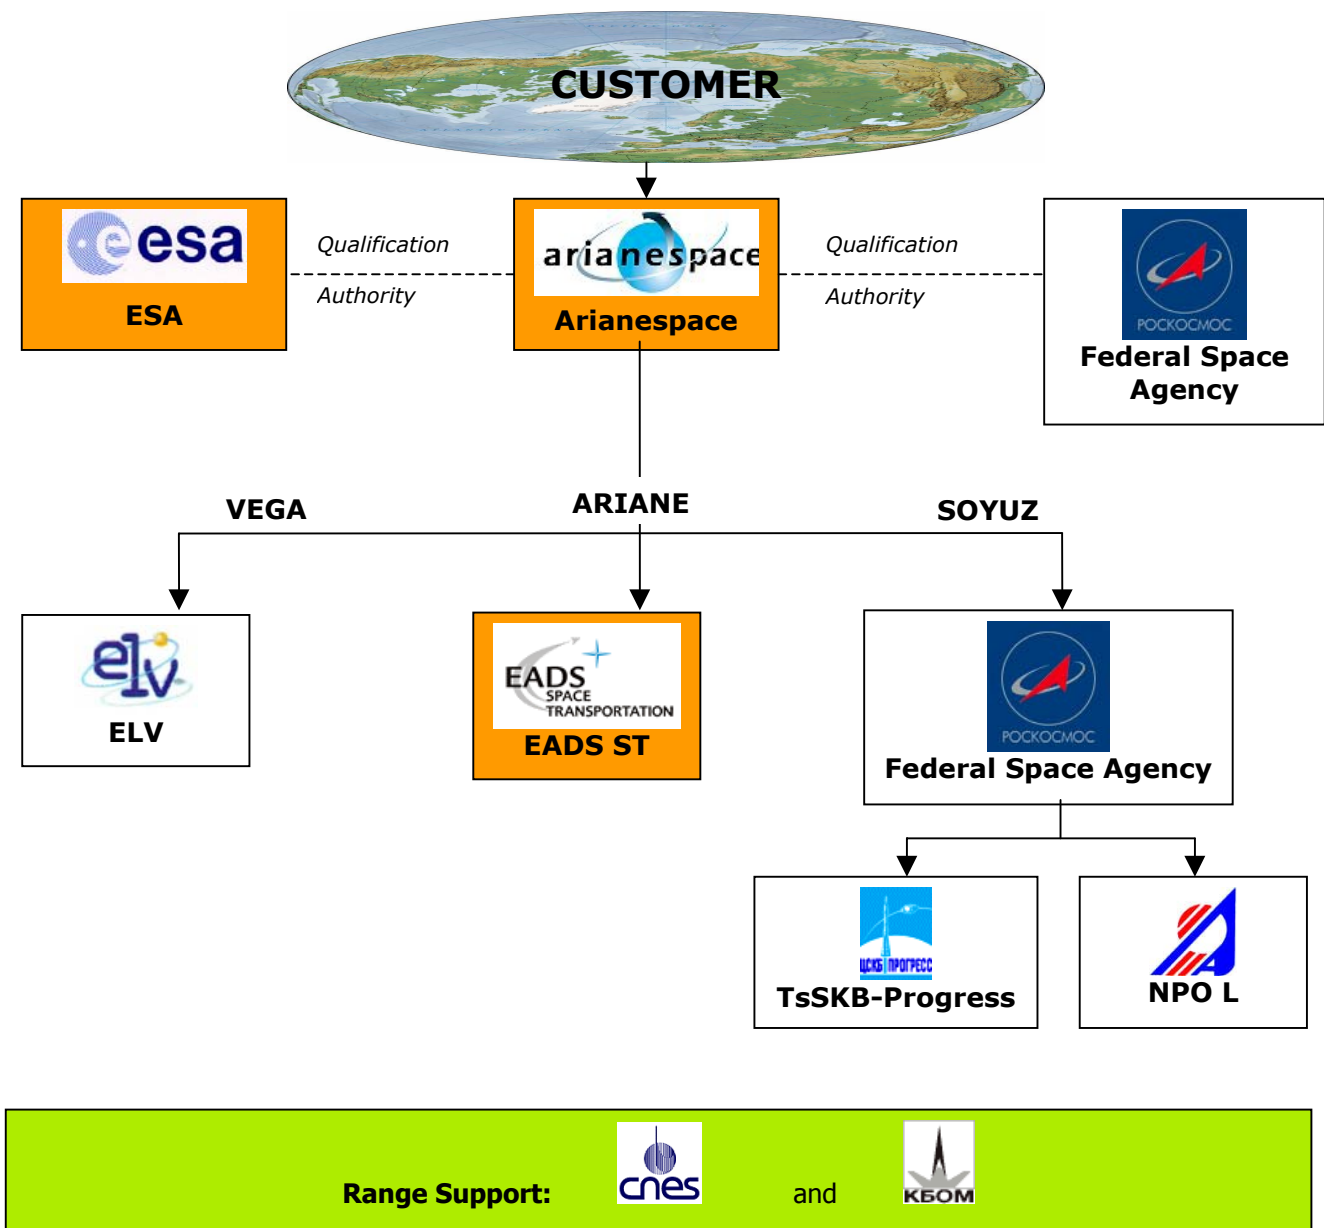 CUSTOMER
esa
ESA
Qualification
Authority
arianespace
Arianespace
Qualification
Authority
РОСКОСМОС
Federal Space
Agency
VEGA
ARIANE
SOYUZ
elv
ELV
EADS
SPACE
TRANSPORTATION
EADS ST
РОСКОСМОС
Federal Space Agency
ЦСКБ ПРОГРЕСС
TsSKB-Progress
NPO L
Range Support:
cnes
and
КБОМ